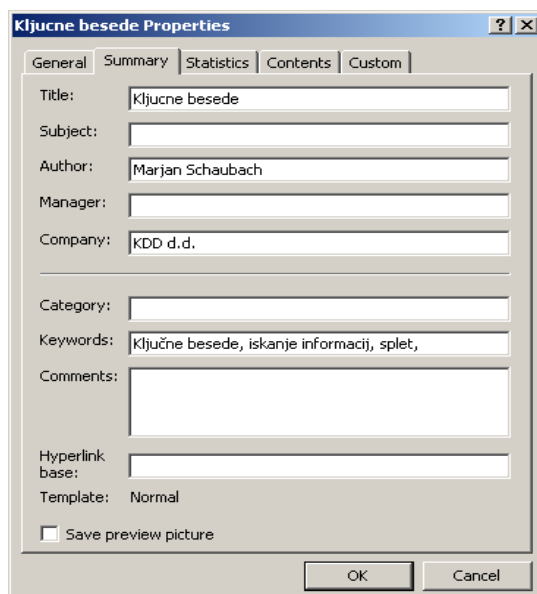 Kljucne besede Properties
General Summary Statistics Contents Custom
Title: Kljucne besede
Subject:
Author: Marjan Schaubach
Manager:
Company: KDD d.d.
Category:
Keywords: Ključne besede, iskanje informacij, splet,
Comments:
Hyperlink
base:
Template: Normal
Save preview picture
OK Cancel